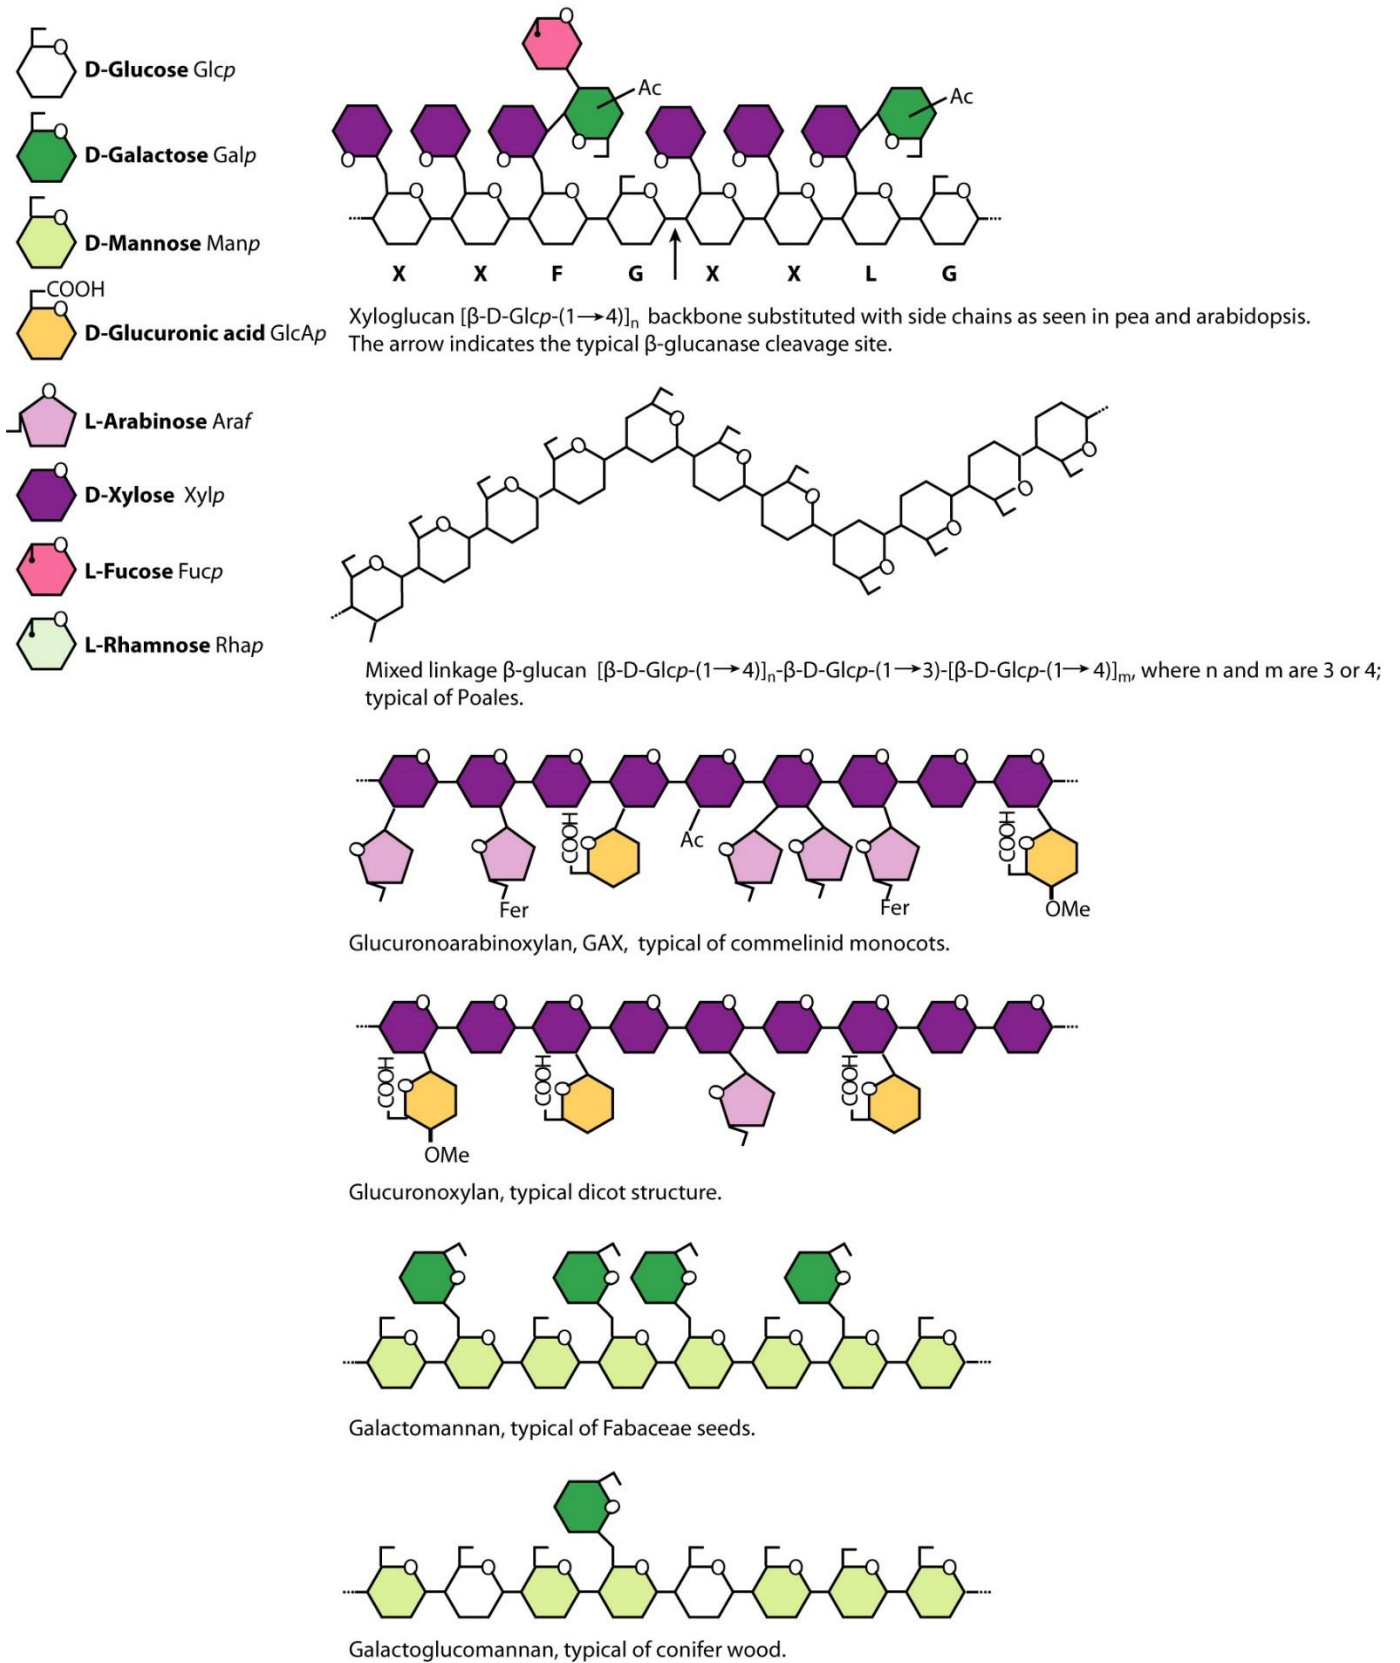 D-Glucose Glcp
D-Galactose Galp
D-Mannose Manp
COOH
D-Glucuronic acid GlcAp
L-Arabinose Araf
D-Xylose Xylp
L-Fucose Fucp
L-Rhamnose Rhap
Ac
Ac
X X F G X X L G
Xyloglucan [β-D-Glcp-(1→4)]n backbone substituted with side chains as seen in pea and arabidopsis.
The arrow indicates the typical β-glucanase cleavage site.
Mixed linkage β-glucan [β-D-Glcp-(1→4)]n-β-D-Glcp-(1→3)-[β-D-Glcp-(1→4)]m, where n and m are 3 or 4;
typical of Poales.
COOH
Ac
COOH
Fer
Fer
OMe
Glucuronoarabinoxylan, GAX, typical of commelinid monocots.
COOH
COOH
COOH
OMe
Glucuronoxylan, typical dicot structure.
Galactomannan, typical of Fabaceae seeds.
Galactoglucomannan, typical of conifer wood.